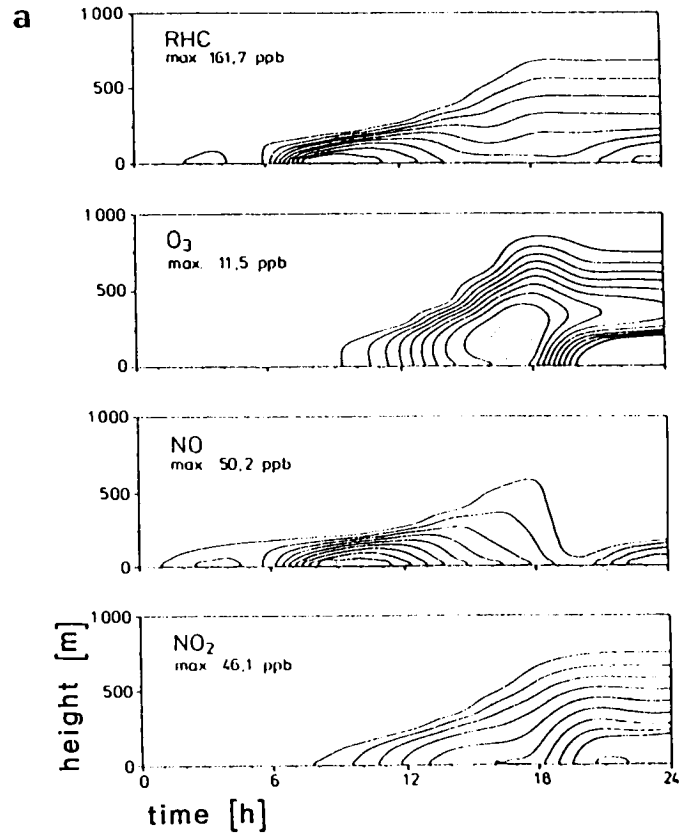 a
1000
500
0
RHC
max 161,7 ppb
1000
500
0
O3
max. 11,5 ppb
1000
500
0
NO
max 50,2 ppb
1000
500
0
NO2
max 46,1 ppb
height [m]
0 6 12 18 24
time [h]